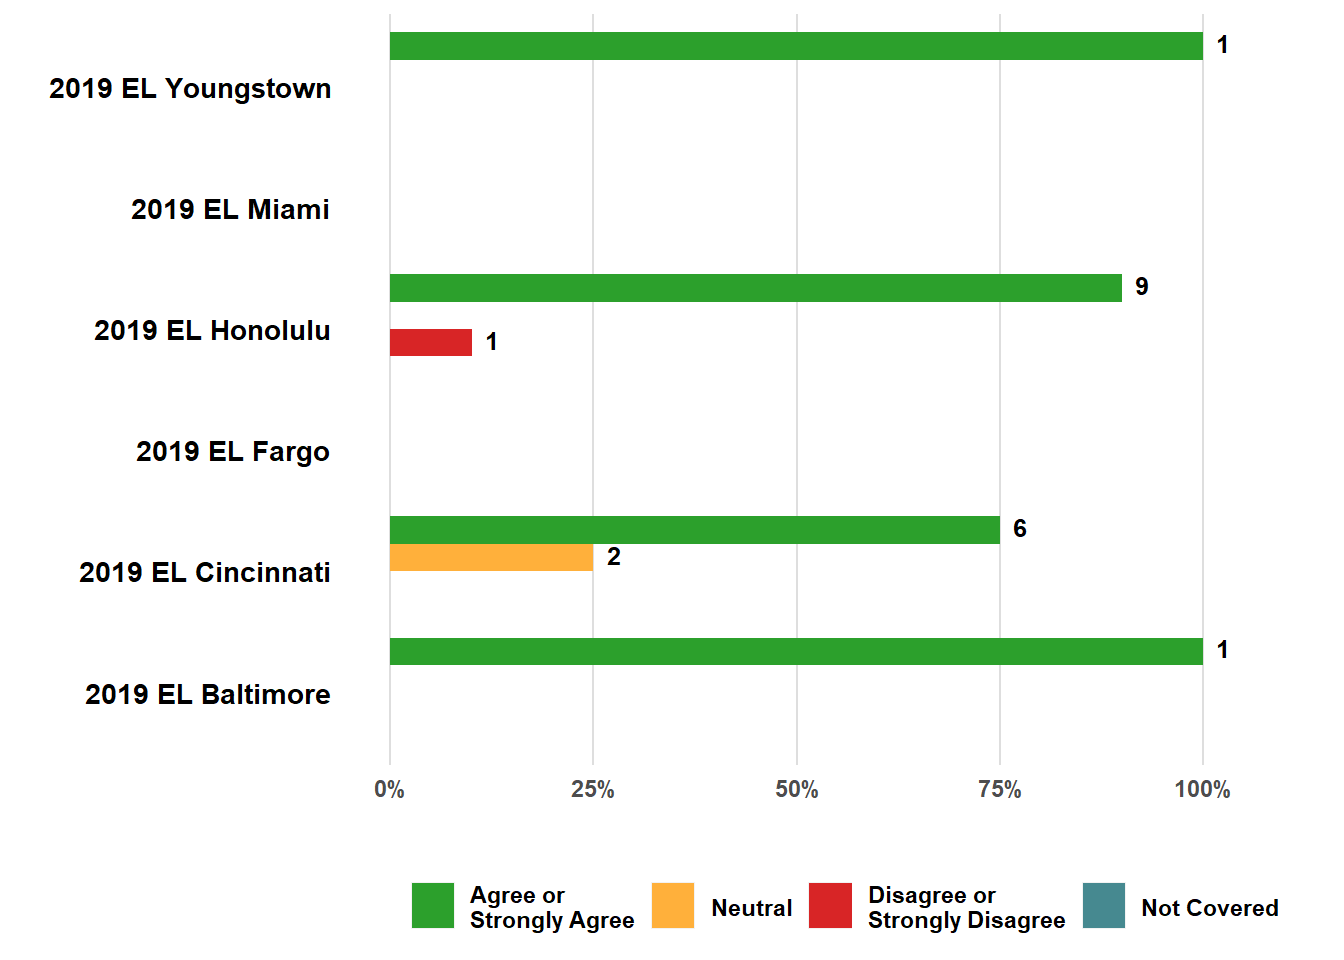 1
2019 EL Youngstown
2019 EL Miami
9
2019 EL Honolulu
1
2019 EL Fargo
6
2
2019 EL Cincinnati
1
2019 EL Baltimore
0% 25% 50% 75% 100%
Agree or
Strongly Agree
Neutral
Disagree or
Strongly Disagree
Not Covered